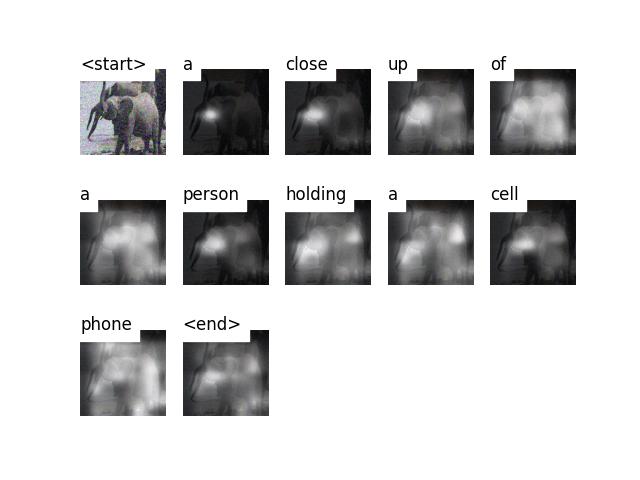 <start> a close up of
a person holding a cell
phone <end>